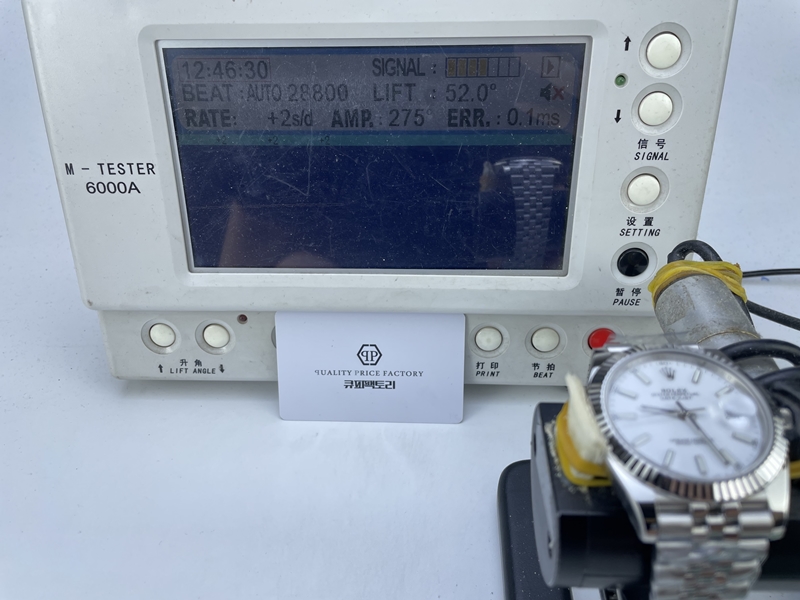 12:46:30 SIGNAL :
BEAT :AUTO 28800 LIFT : 52.0°
RATE: +2s/d AMP. : 275° ERR. : 0.1ms
M - TESTER
6000A
信号
SIGNAL
设置
SETTING
暂停
PAUSE
升角
LIFT ANGLE
打印
PRINT
节拍
BEAT
QUALITY PRICE FACTORY
큐피팩토리
ROLEX